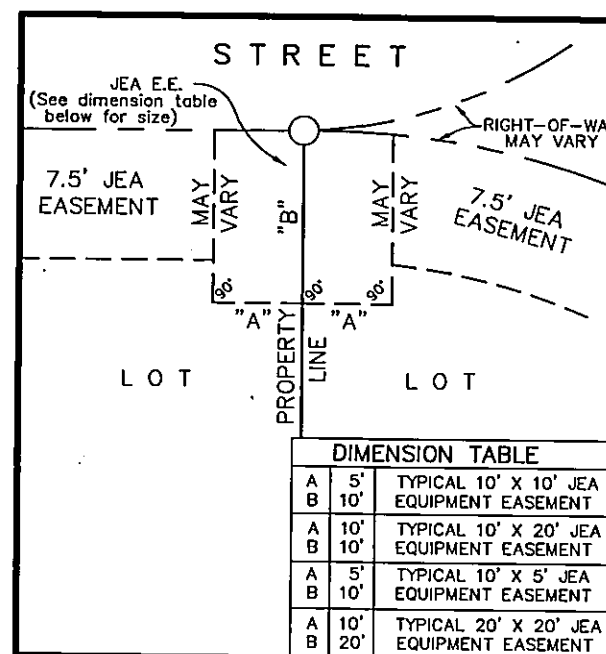 STREET
JEA E.E.
(See dimension table
below for size)
RIGHT-OF-WA
MAY VARY
7.5' JEA
EASEMENT
MAY
VARY
"B"
7.5' JEA
EASEMENT
90°
90°
90°
"A"
"A"
PROPERTY
LINE
LOT
LOT
DIMENSION TABLE
A 5' TYPICAL 10' X 10' JEA
B 10' EQUIPMENT EASEMENT
A 10' TYPICAL 10' X 20' JEA
B 10' EQUIPMENT EASEMENT
A 5' TYPICAL 10' X 5' JEA
B 10' EQUIPMENT EASEMENT
A 10' TYPICAL 20' X 20' JEA
B 20' EQUIPMENT EASEMENT